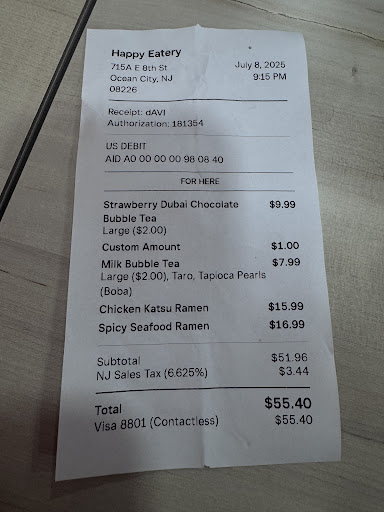 Happy Eatery
715A E 8th St
Ocean City, NJ
08226
July 8, 2025
9:15 PM
Receipt: dAVI
Authorization: 181354
US DEBIT
AID A0 00 00 00 98 08 40
FOR HERE
Strawberry Dubai Chocolate $9.99
Bubble Tea
Large ($2.00)
Custom Amount $1.00
Milk Bubble Tea $7.99
Large ($2.00), Taro, Tapioca Pearls
(Boba)
Chicken Katsu Ramen $15.99
Spicy Seafood Ramen $16.99
Subtotal $51.96
NJ Sales Tax (6.625%) $3.44
Total $55.40
Visa 8801 (Contactless) $55.40